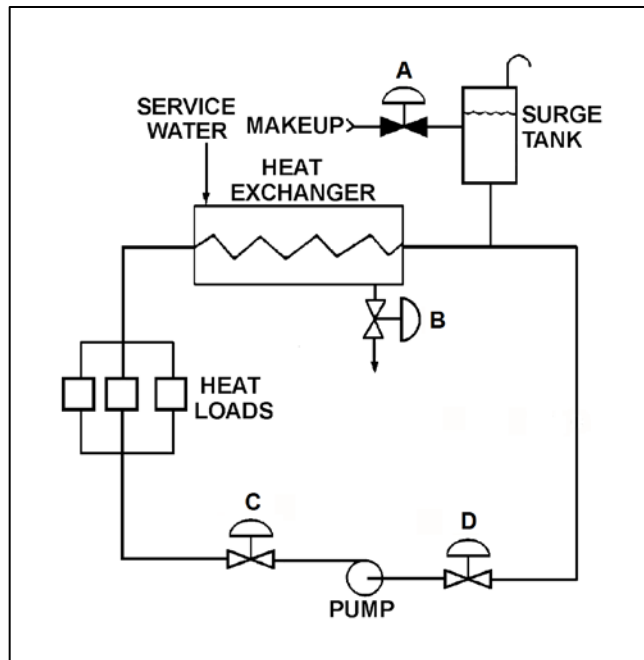 A
SERVICE
WATER
MAKEUP
SURGE
TANK
HEAT
EXCHANGER
B
HEAT
LOADS
C
D
PUMP